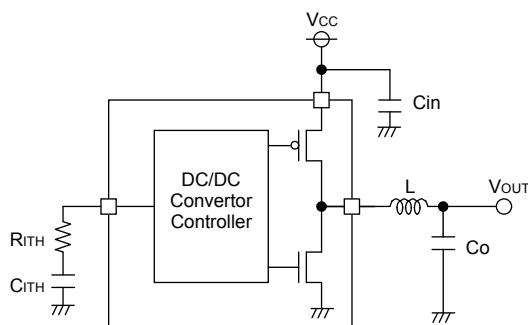 VCC
Cin
DC/DC
Convertor
Controller
L
VOUT
RITH
Co
CITH